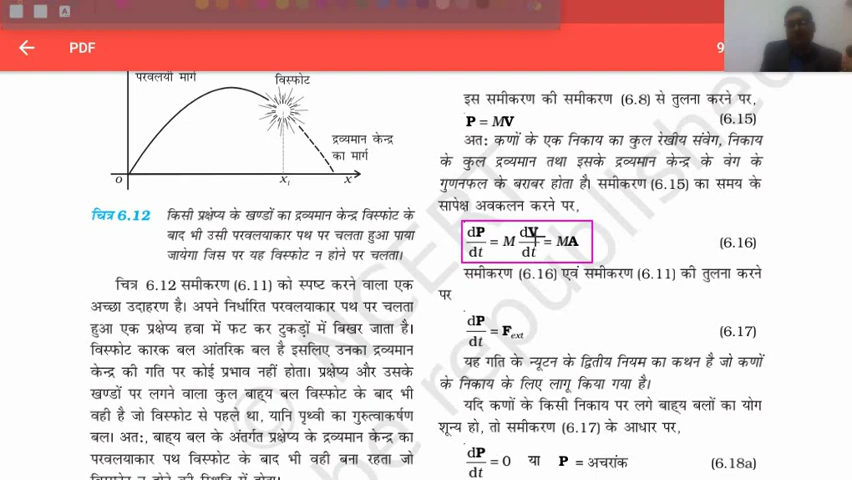 A
PDF
9
परवलयी मार्ग
विस्फोट
द्रव्यमान केन्द्र
का मार्ग
O
X₁
X
चित्र 6.12 किसी प्रक्षेप्य के खण्डों का द्रव्यमान केन्द्र विस्फोट के
बाद भी उसी परवलयाकार पथ पर चलता हुआ पाया
जायेगा जिस पर यह विस्फोट न होने पर चलता।
चित्र 6.12 समीकरण (6.11) को स्पष्ट करने वाला एक
अच्छा उदाहरण है। अपने निर्धारित परवलयाकार पथ पर चलता
हुआ एक प्रक्षेप्य हवा में फट कर टुकड़ों में बिखर जाता है।
विस्फोट कारक बल आंतरिक बल है इसलिए उनका द्रव्यमान
केन्द्र की गति पर कोई प्रभाव नहीं होता। प्रक्षेप्य और उसके
खण्डों पर लगने वाला कुल बाह्य बल विस्फोट के बाद भी
वही है जो विस्फोट से पहले था, यानि पृथ्वी का गुरुत्वाकर्षण
बल। अत:, बाह्य बल के अंतर्गत प्रक्षेप्य के द्रव्यमान केन्द्र का
परवलयाकार पथ विस्फोट के बाद भी वही बना रहता जो
विस्फोट न होने की स्थिति में होता।
इस समीकरण की समीकरण (6.8) से तुलना करने पर,
P = MV (6.15)
अत: कणों के एक निकाय का कुल रेखीय संवेग, निकाय
के कुल द्रव्यमान तथा इसके द्रव्यमान केन्द्र के वेग के
गुणनफल के बराबर होता है। समीकरण (6.15) का समय के
सापेक्ष अवकलन करने पर,
dP/dt = M dV/dt = MA (6.16)
समीकरण (6.16) एवं समीकरण (6.11) की तुलना करने
पर
dP/dt = F_ext (6.17)
यह गति के न्यूटन के द्वितीय नियम का कथन है जो कणों
के निकाय के लिए लागू किया गया है।
यदि कणों के किसी निकाय पर लगे बाह्य बलों का योग
शून्य हो, तो समीकरण (6.17) के आधार पर,
dP/dt = 0 या P = अचरांक (6.18a)
© NCERT
be republished